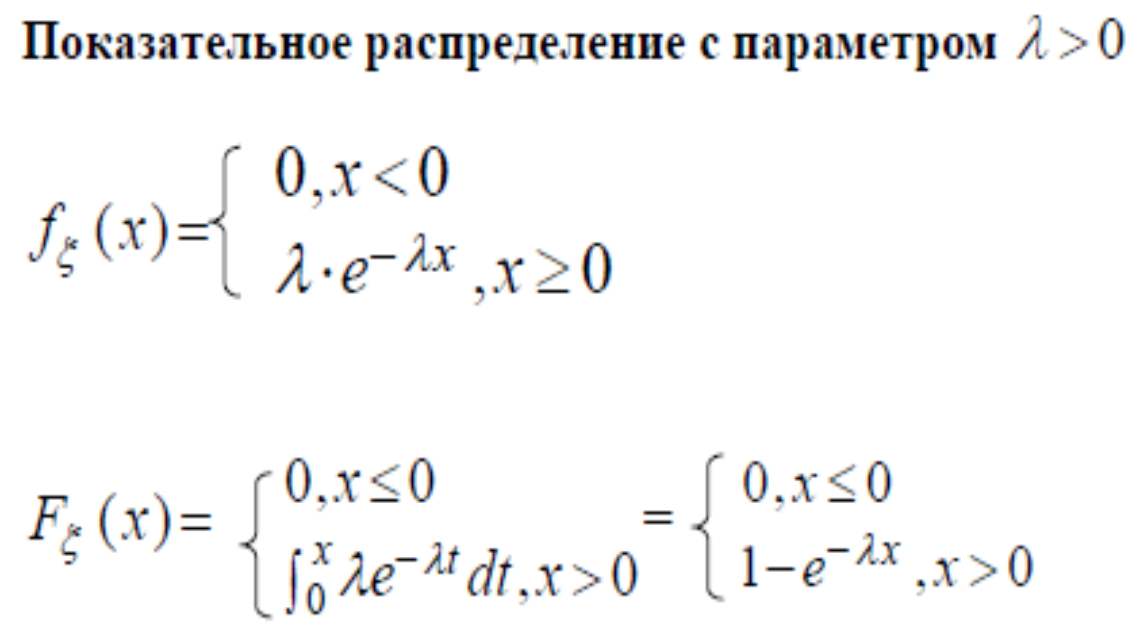 Показательное распределение с параметром λ>0
f_ξ(x)={ 0,x<0
λ·e^{−λx},x≥0
F_ξ(x)= { 0,x≤0
∫_0^x λe^{−λt}dt,x>0
= { 0,x≤0
1−e^{−λx},x>0